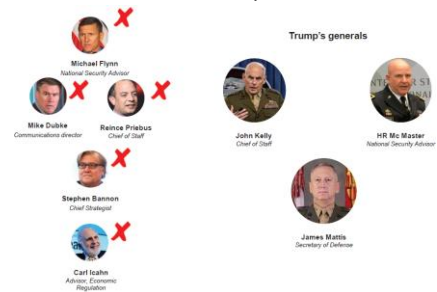 Michael Flynn
National Security Advisor
Mike Dubke
Communications director
Reince Priebus
Chief of Staff
Stephen Bannon
Chief Strategist
Carl Icahn
Advisor, Economic
Regulation
Trump's generals
John Kelly
Chief of Staff
HR Mc Master
National Security Advisor
James Mattis
Secretary of Defense